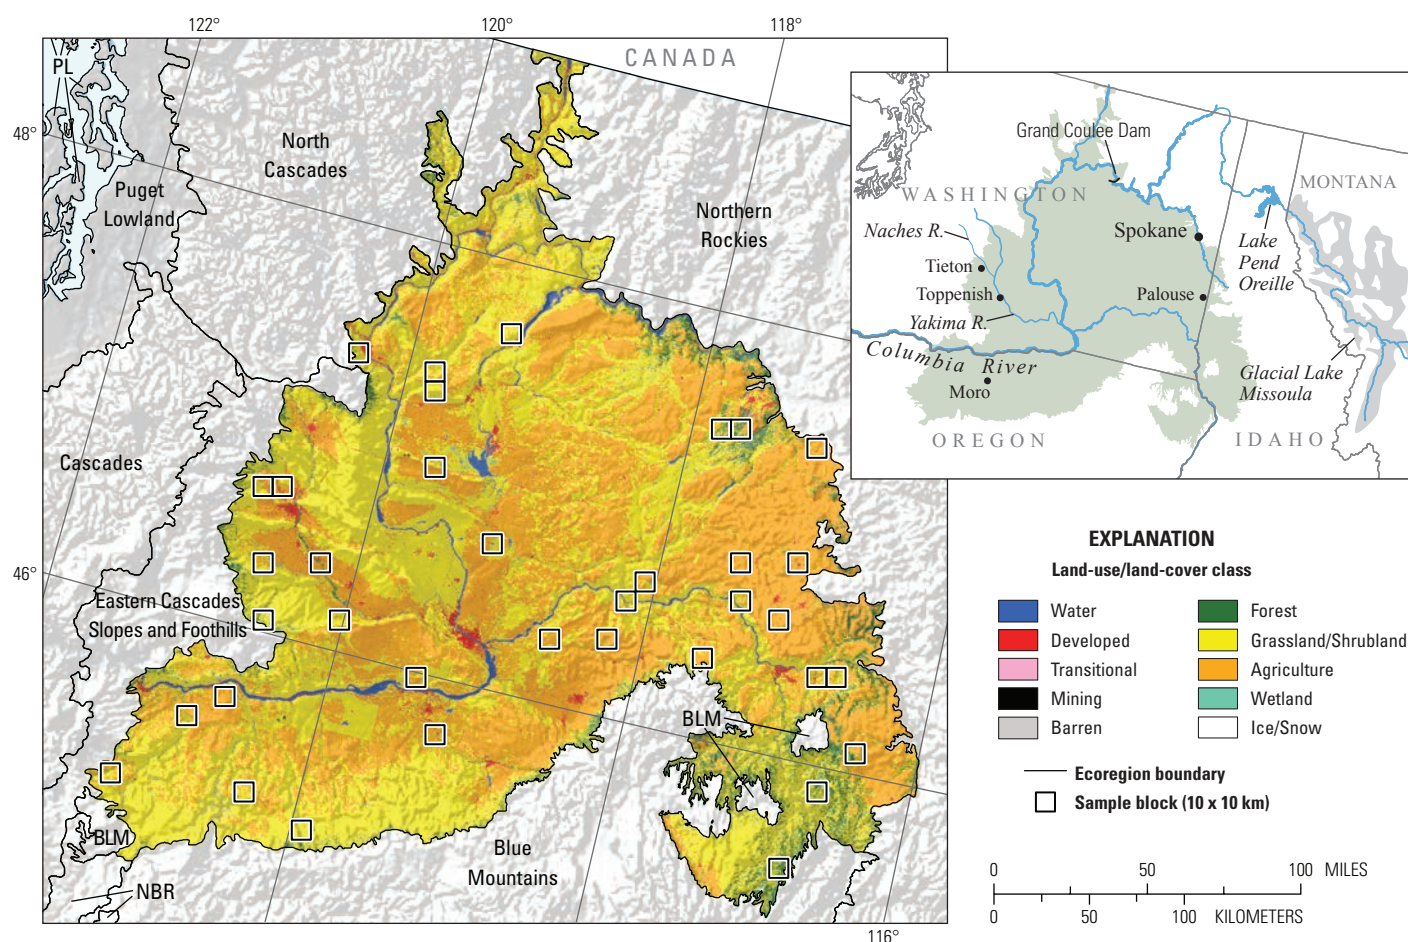 122°
120°
118°
CANADA
PL
48°
North
Cascades
Puget
Lowland
Northern
Rockies
Cascades
46°
Eastern Cascades
Slopes and Foothills
BLM
BLM
Blue
Mountains
NBR
116°
Grand Coulee Dam
WASHINGTON
MONTANA
Naches R.
Spokane
Lake
Pend
Oreille
Tieton
Toppenish
Palouse
Yakima R.
Columbia River
Glacial Lake
Missoula
Moro
OREGON
IDAHO
EXPLANATION
Land-use/land-cover class
Water
Developed
Transitional
Mining
Barren
Forest
Grassland/Shrubland
Agriculture
Wetland
Ice/Snow
Ecoregion boundary
Sample block (10 x 10 km)
0 50 100 MILES
0 50 100 KILOMETERS